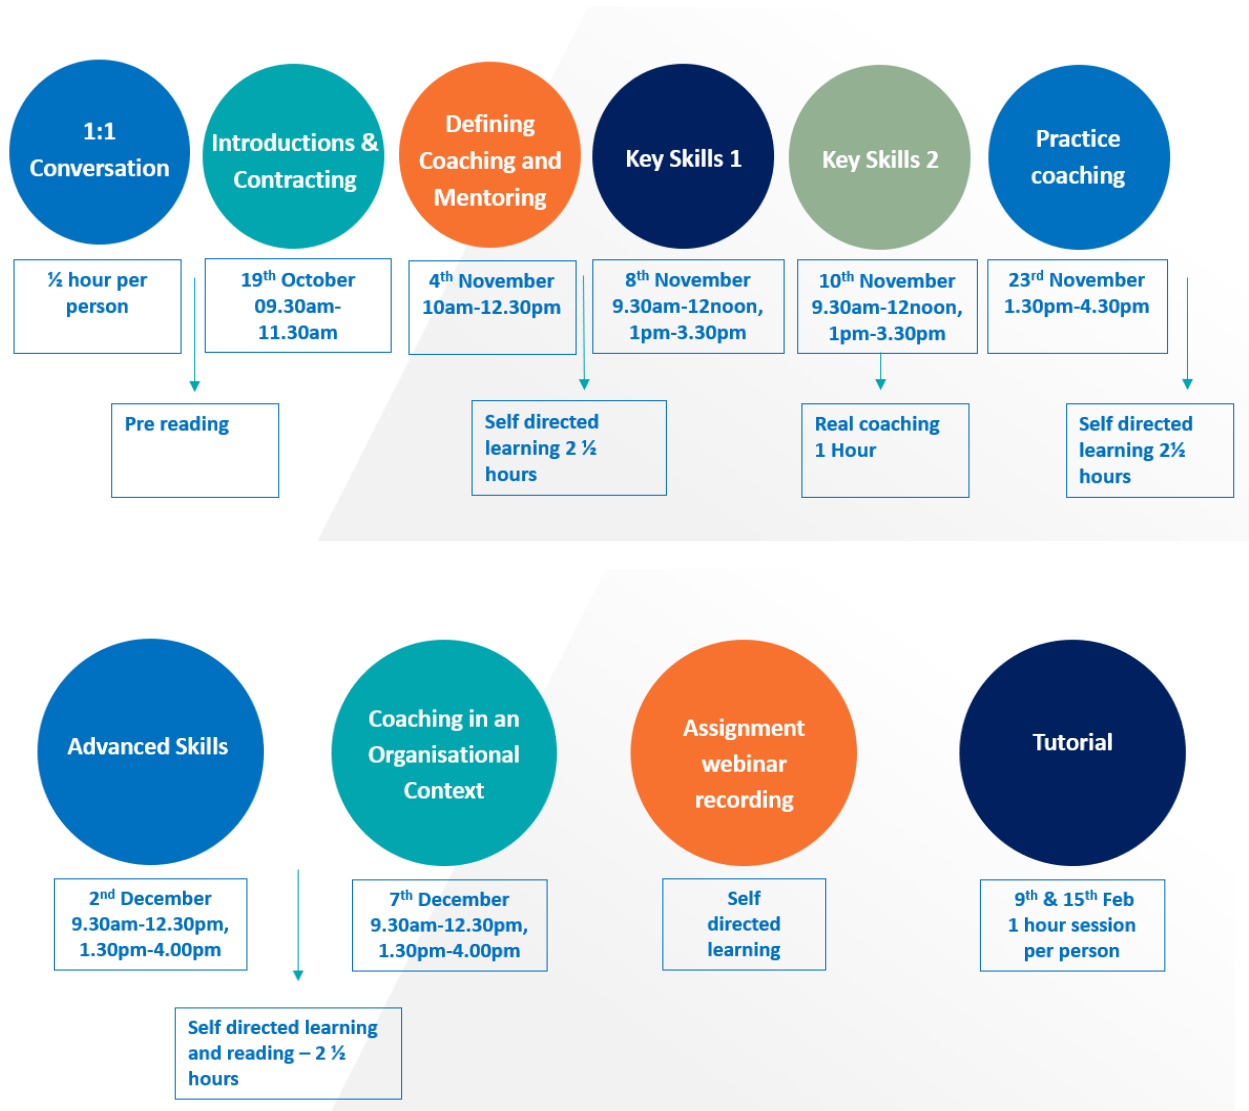 1:1
Conversation
Introductions &
Contracting
Defining
Coaching and
Mentoring
Key Skills 1
Key Skills 2
Practice
coaching
½ hour per
person
19th October
09.30am-
11.30am
4th November
10am-12.30pm
8th November
9.30am-12noon,
1pm-3.30pm
10th November
9.30am-12noon,
1pm-3.30pm
23rd November
1.30pm-4.30pm
Pre reading
Self directed
learning 2 ½
hours
Real coaching
1 Hour
Self directed
learning 2½
hours
Advanced Skills
Coaching in an
Organisational
Context
Assignment
webinar
recording
Tutorial
2nd December
9.30am-12.30pm,
1.30pm-4.00pm
7th December
9.30am-12.30pm,
1.30pm-4.00pm
Self
directed
learning
9th & 15th Feb
1 hour session
per person
Self directed learning
and reading – 2 ½
hours